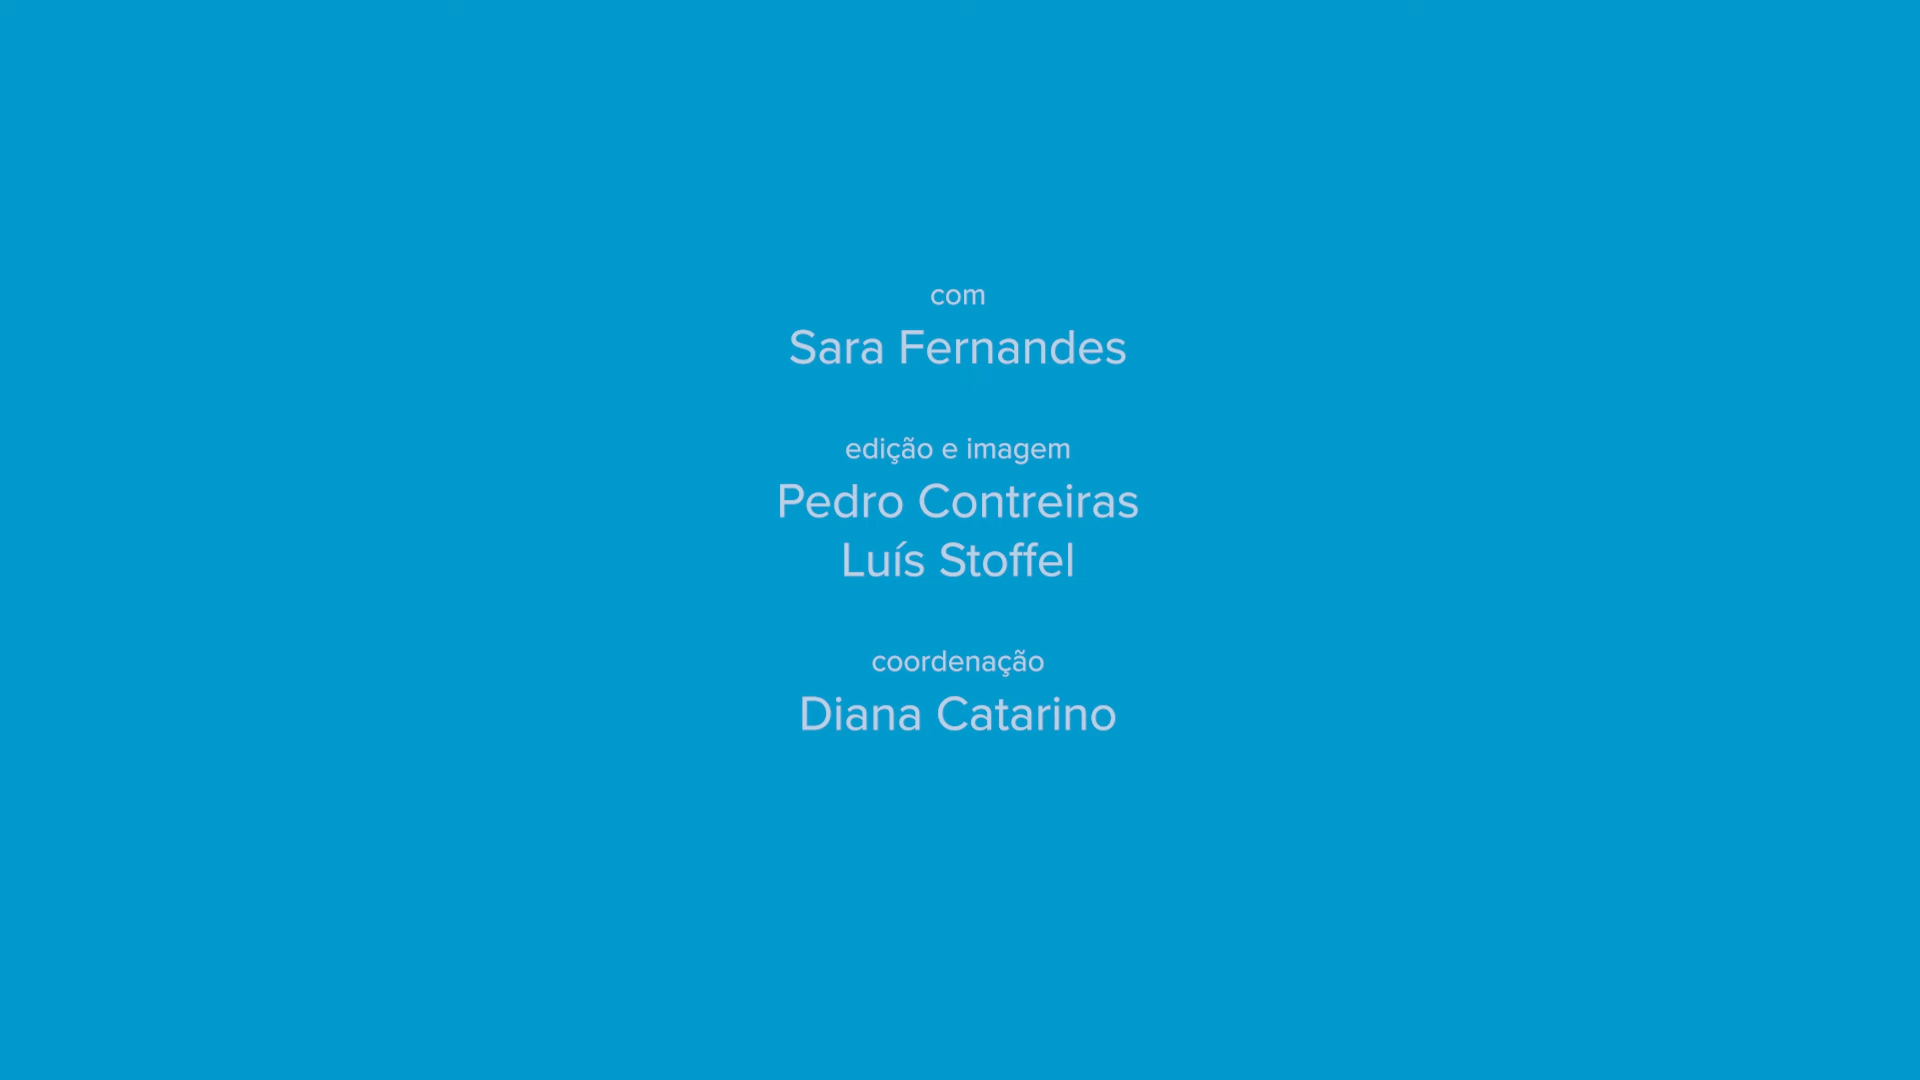 com
Sara Fernandes
edição e imagem
Pedro Contreiras
Luís Stoffel
coordenação
Diana Catarino